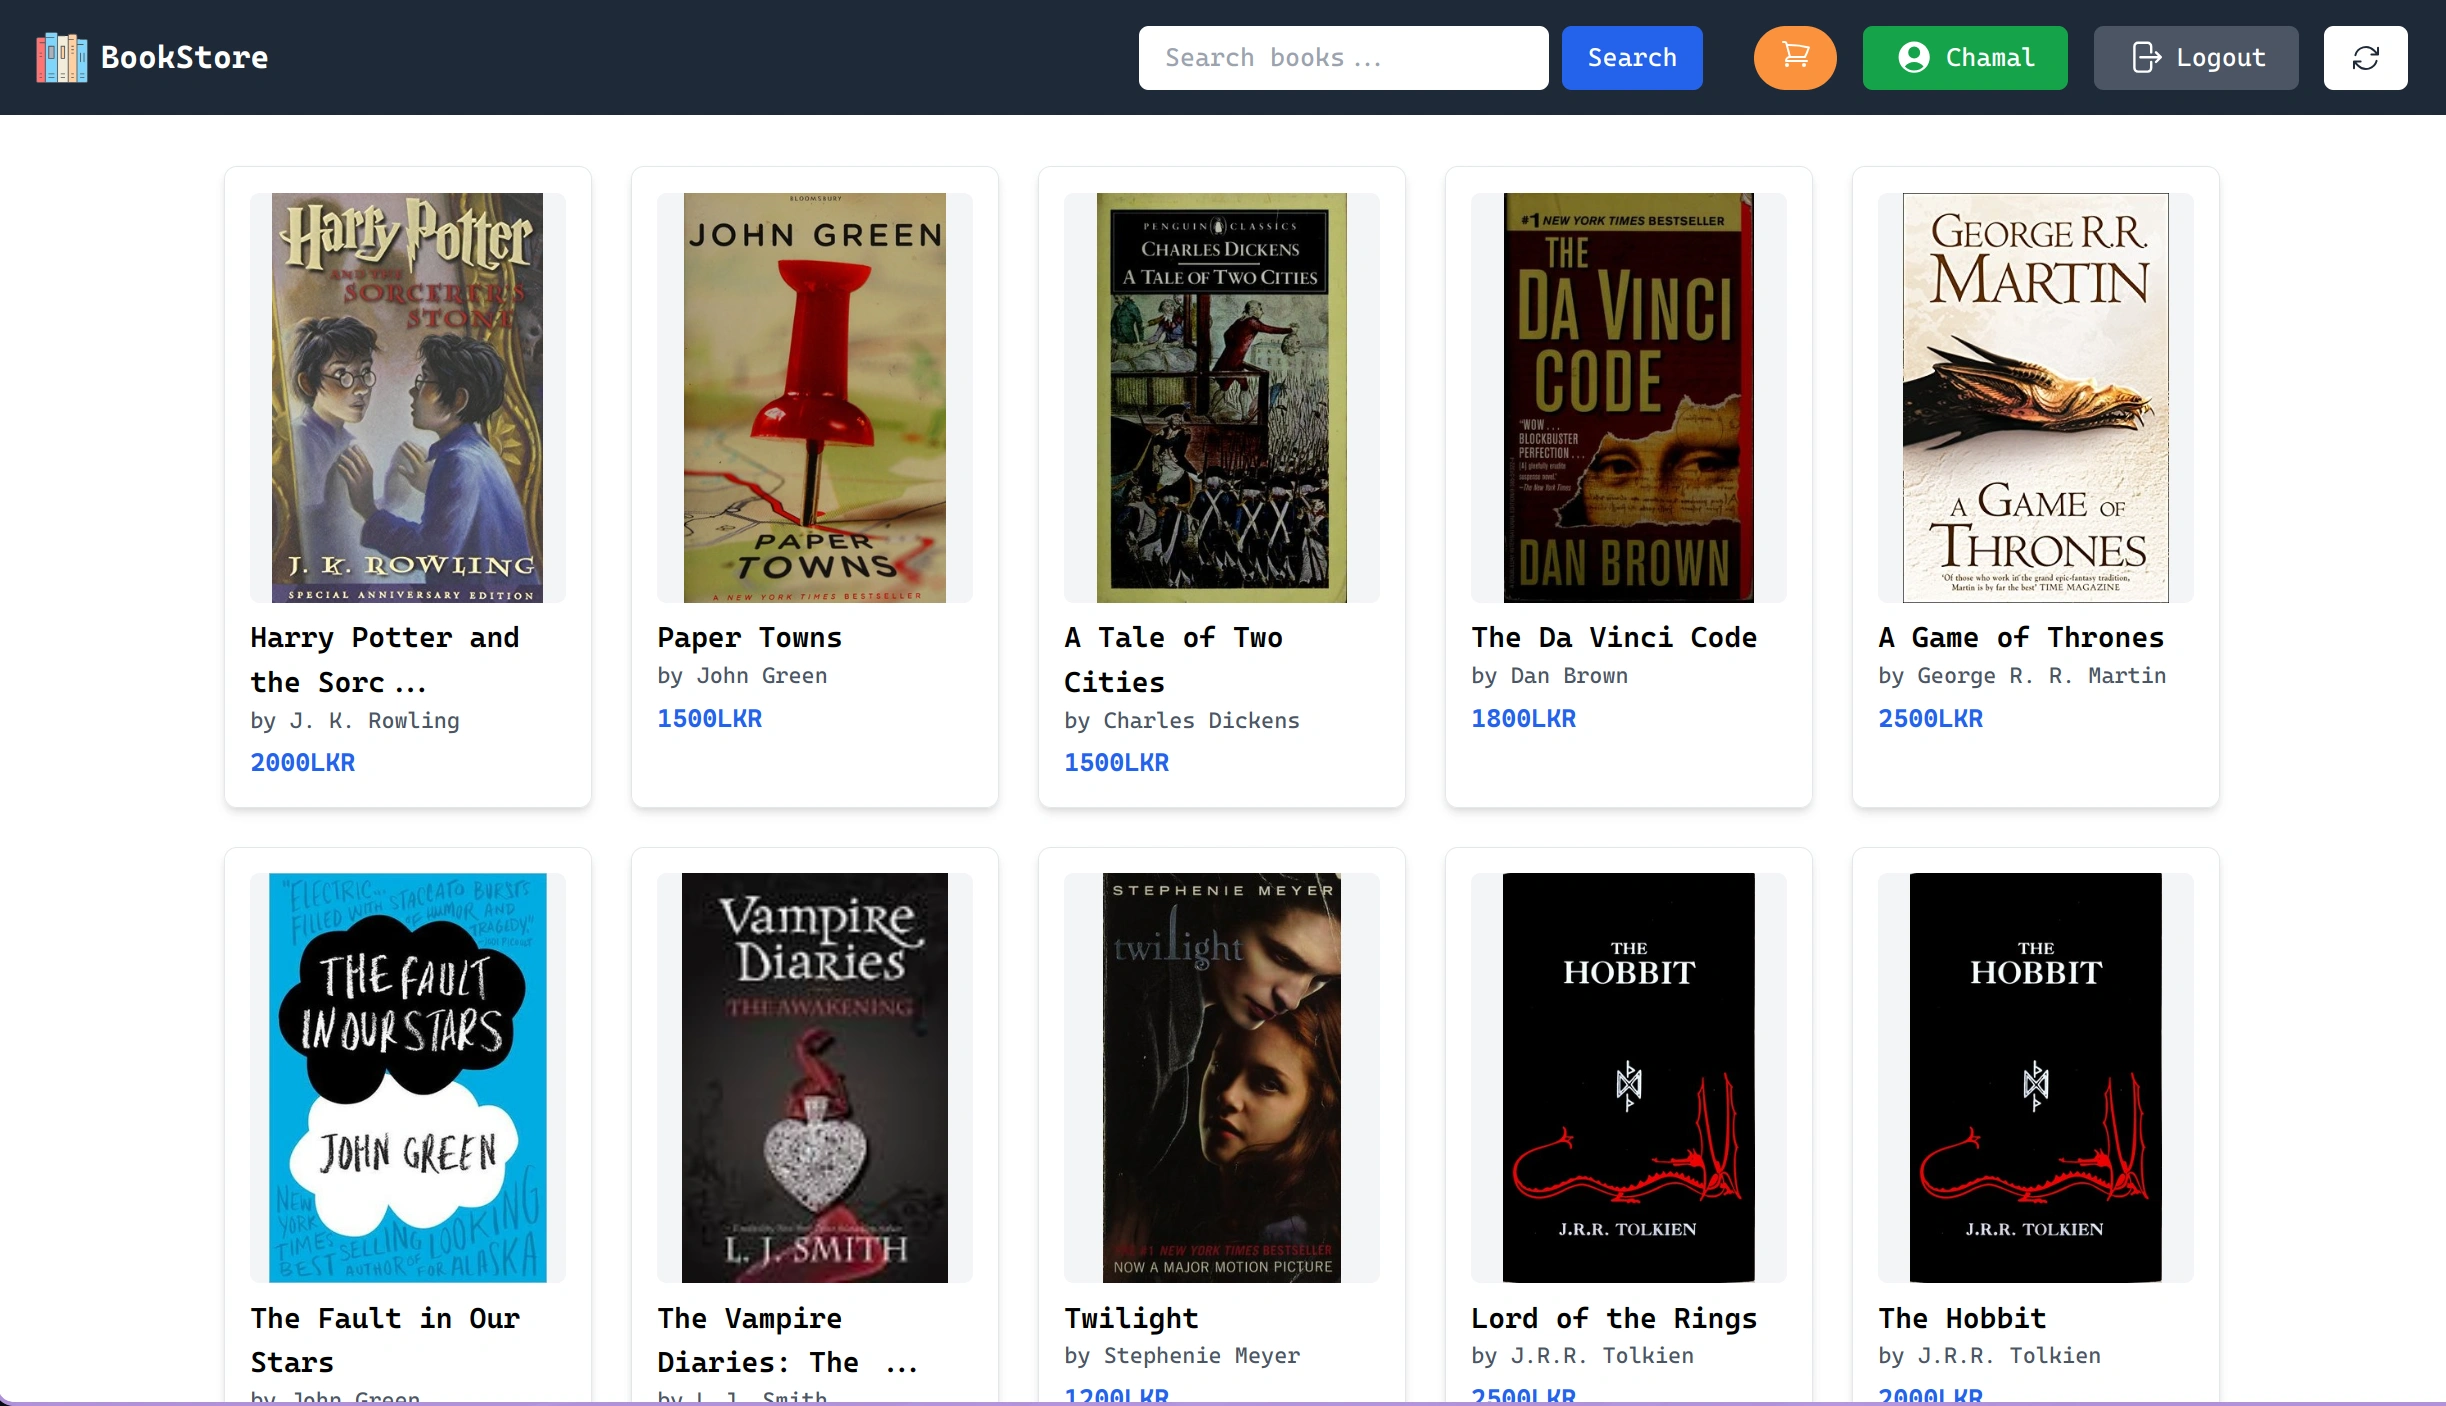 BookStore
Search books...
Search
Chamal
Logout
Harry Potter
AND THE
SORCERER'S
STONE
J. K. ROWLING
SPECIAL ANNIVERSARY EDITION
Harry Potter and
the Sorc...
by J. K. Rowling
2000LKR
BLOOMSBURY
JOHN GREEN
PAPER
TOWNS
A NEW YORK TIMES BESTSELLER
Paper Towns
by John Green
1500LKR
PENGUIN CLASSICS
CHARLES DICKENS
A TALE OF TWO CITIES
A Tale of Two
Cities
by Charles Dickens
1500LKR
#1 NEW YORK TIMES BESTSELLER
THE
DA VINCI
CODE
"WOW...
BLOCKBUSTER
PERFECTION...
DAN BROWN
The Da Vinci Code
by Dan Brown
1800LKR
GEORGE R.R.
MARTIN
A GAME OF
THRONES
'Of those who work in the grand epic-fantasy tradition,
Martin is by far the best' TIME MAGAZINE
A Game of Thrones
by George R. R. Martin
2500LKR
"ELECTRIC... STACCATO BURSTS
FILLED WITH OF HUMOR AND
TRAGEDY."
—JODI PICOULT
THE FAULT
IN OUR STARS
JOHN GREEN
NEW
YORK
TIMES
BESTSELLING
AUTHOR OF
LOOKING
FOR ALASKA
The Fault in Our
Stars
by John Green
Vampire
Diaries
THE AWAKENING
L. J. SMITH
The Vampire
Diaries: The ...
by L. J. Smith
STEPHENIE MEYER
twilight
#1 NEW YORK TIMES BESTSELLER
NOW A MAJOR MOTION PICTURE
Twilight
by Stephenie Meyer
1200LKR
THE
HOBBIT
J.R.R. TOLKIEN
Lord of the Rings
by J.R.R. Tolkien
2500LKR
THE
HOBBIT
J.R.R. TOLKIEN
The Hobbit
by J.R.R. Tolkien
2000LKR